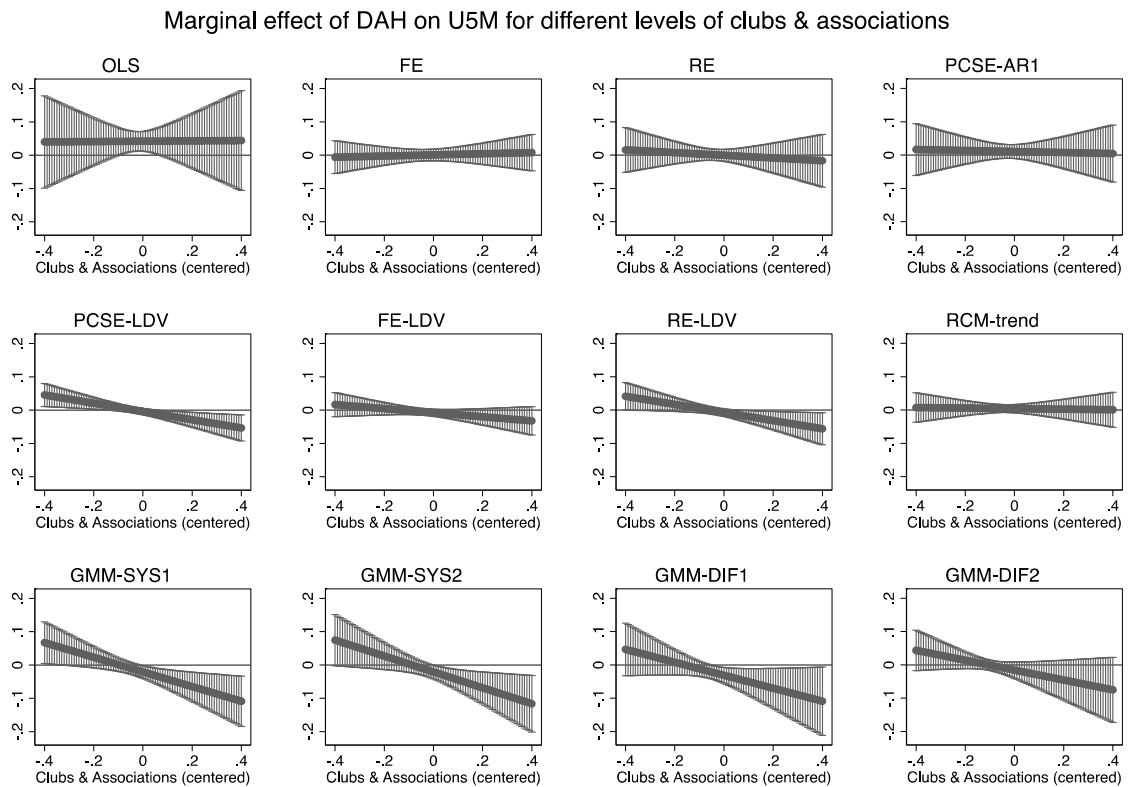 Marginal effect of DAH on U5M for different levels of clubs & associations
OLS
.2
.1
0
-.1
-.2
-.4 -.2 0 .2 .4
Clubs & Associations (centered)
FE
.2
.1
0
-.1
-.2
-.4 -.2 0 .2 .4
Clubs & Associations (centered)
RE
.2
.1
0
-.1
-.2
-.4 -.2 0 .2 .4
Clubs & Associations (centered)
PCSE-AR1
.2
.1
0
-.1
-.2
-.4 -.2 0 .2 .4
Clubs & Associations (centered)
PCSE-LDV
.2
.1
0
-.1
-.2
-.4 -.2 0 .2 .4
Clubs & Associations (centered)
FE-LDV
.2
.1
0
-.1
-.2
-.4 -.2 0 .2 .4
Clubs & Associations (centered)
RE-LDV
.2
.1
0
-.1
-.2
-.4 -.2 0 .2 .4
Clubs & Associations (centered)
RCM-trend
.2
.1
0
-.1
-.2
-.4 -.2 0 .2 .4
Clubs & Associations (centered)
GMM-SYS1
.2
.1
0
-.1
-.2
-.4 -.2 0 .2 .4
Clubs & Associations (centered)
GMM-SYS2
.2
.1
0
-.1
-.2
-.4 -.2 0 .2 .4
Clubs & Associations (centered)
GMM-DIF1
.2
.1
0
-.1
-.2
-.4 -.2 0 .2 .4
Clubs & Associations (centered)
GMM-DIF2
.2
.1
0
-.1
-.2
-.4 -.2 0 .2 .4
Clubs & Associations (centered)